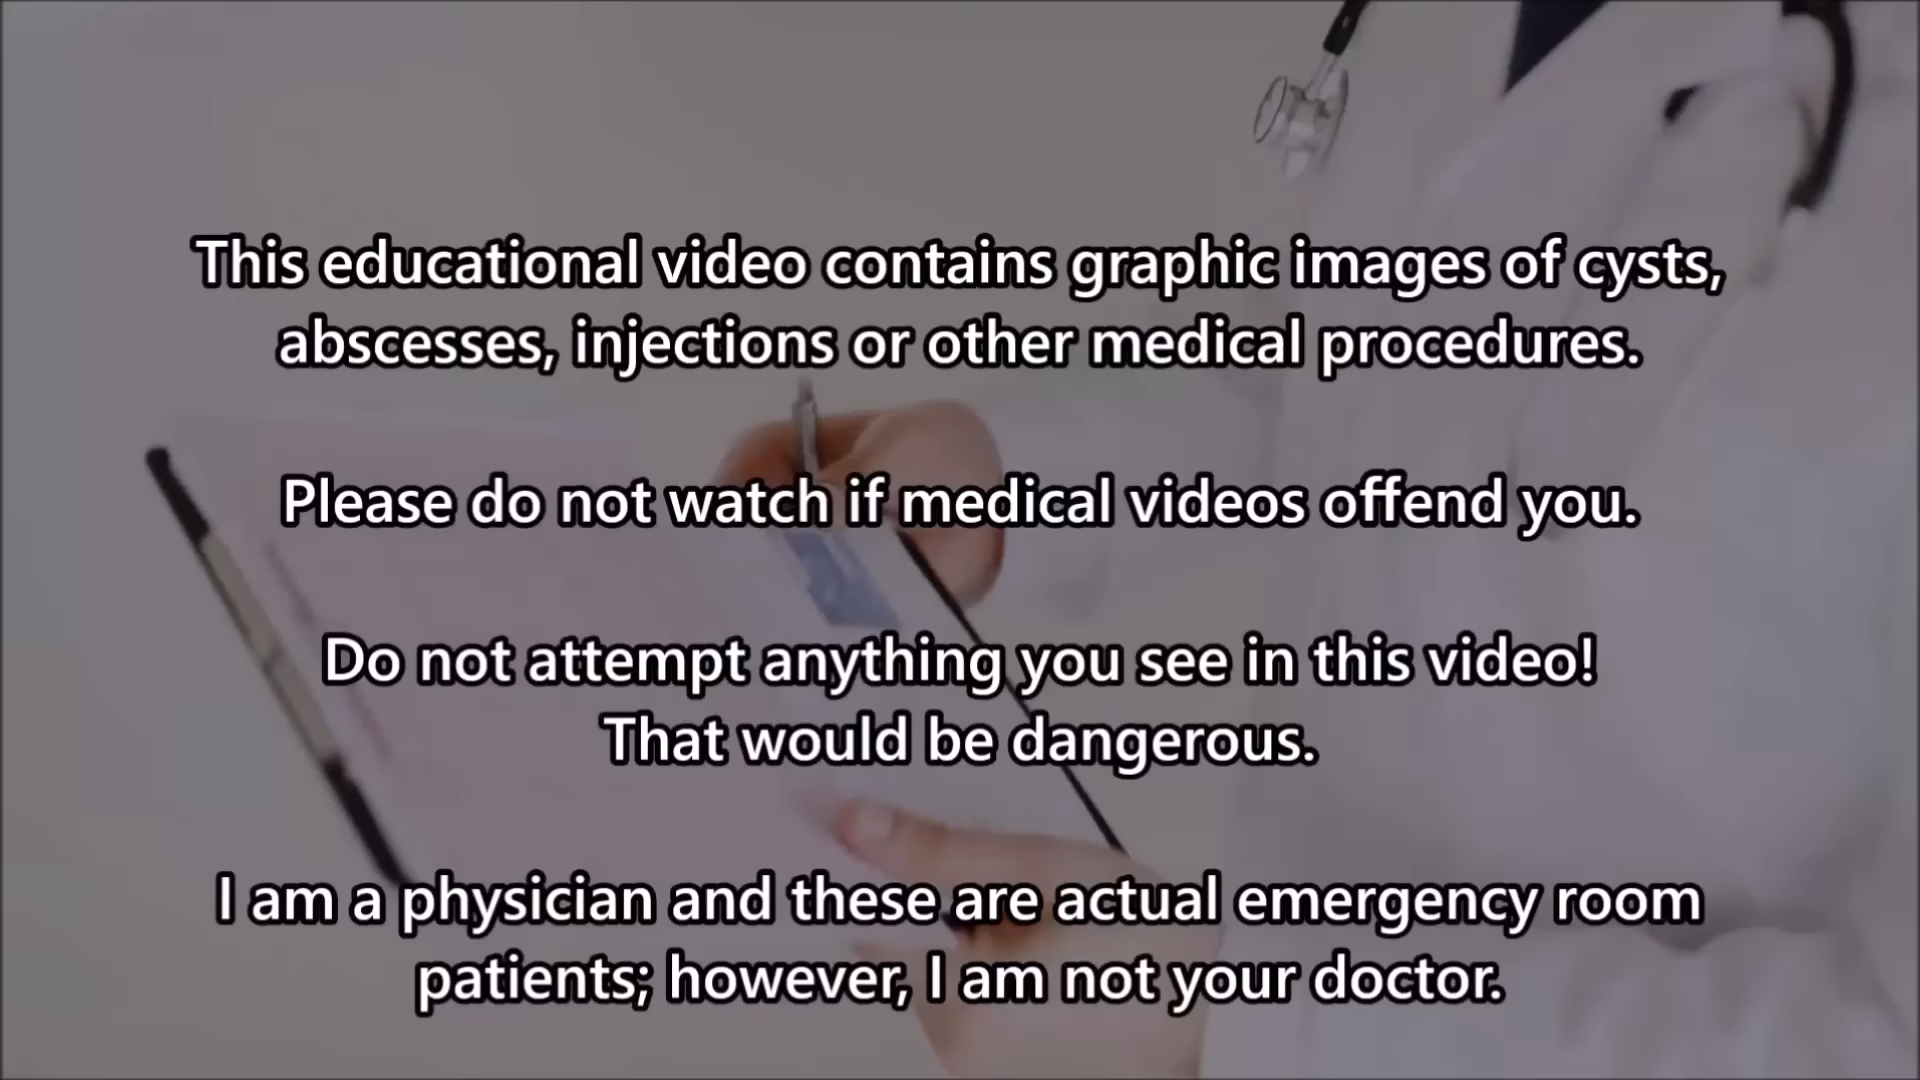 This educational video contains graphic images of cysts,
abscesses, injections or other medical procedures.
Please do not watch if medical videos offend you.
Do not attempt anything you see in this video!
That would be dangerous.
I am a physician and these are actual emergency room
patients; however, I am not your doctor.